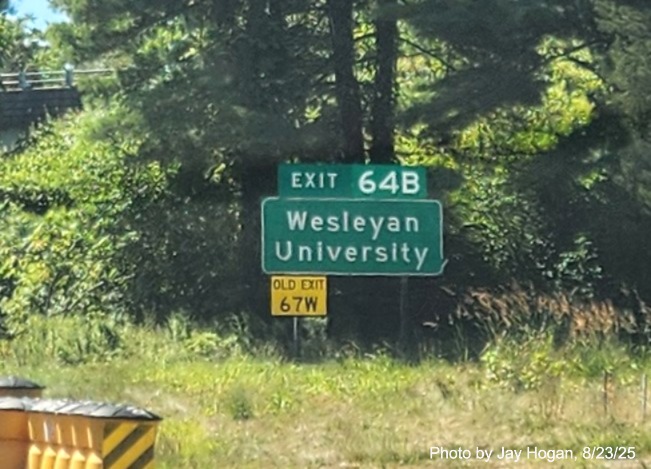 EXIT 64B
Wesleyan
University
OLD EXIT
67W
Photo by Jay Hogan, 8/23/25